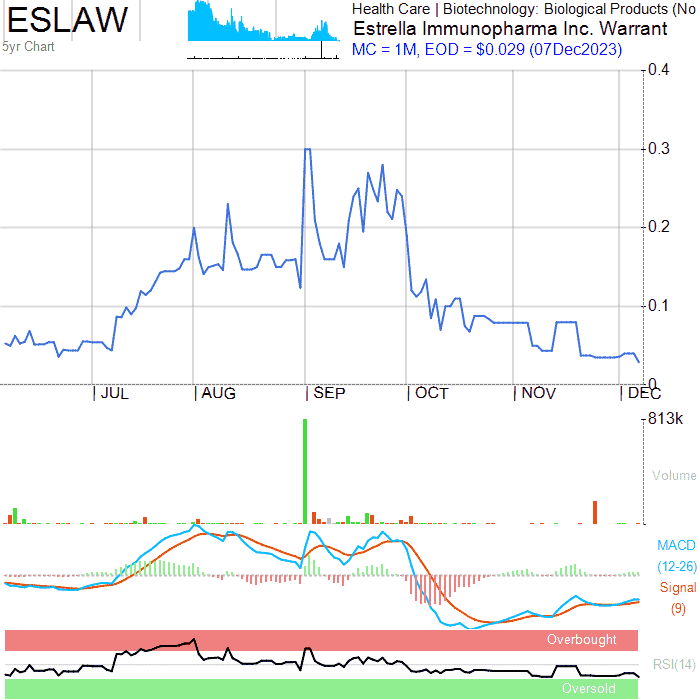 ESLAW
5yr Chart
Health Care | Biotechnology: Biological Products (No
Estrella Immunopharma Inc. Warrant
MC = 1M, EOD = $0.029 (07Dec2023)
0.4
0.3
0.2
0.1
0
JUL AUG SEP OCT NOV DEC
813k
Volume
MACD
(12-26)
Signal
(9)
Overbought
RSI(14)
Oversold